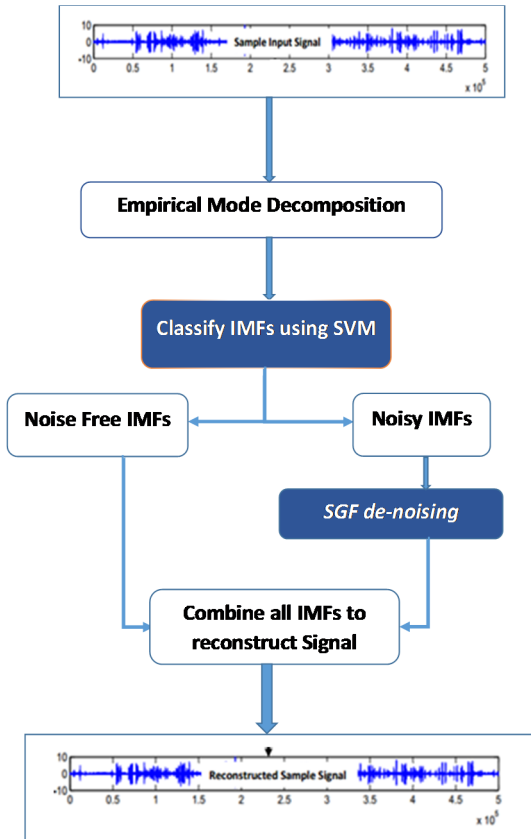 10
0
-10
Sample Input Signal
0 0.5 1 1.5 2 2.5 3 3.5 4 4.5 5
x 10^5
Empirical Mode Decomposition
Classify IMFs using SVM
Noise Free IMFs
Noisy IMFs
SGF de-noising
Combine all IMFs to
reconstruct Signal
10
0
-10
Reconstructed Sample Signal
0 0.5 1 1.5 2 2.5 3 3.5 4 4.5 5
x 10^5